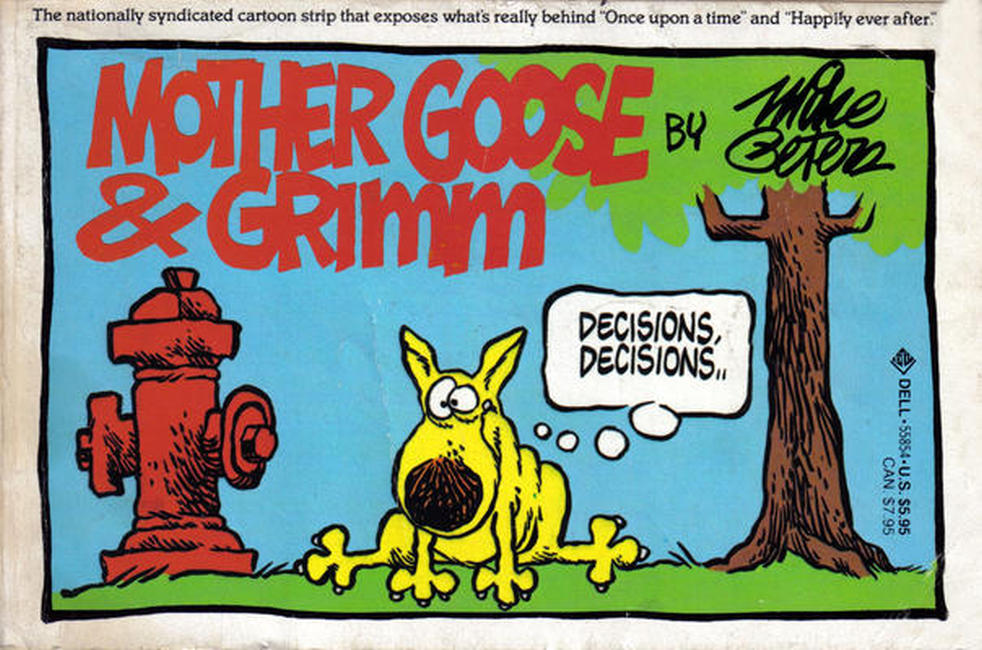 The nationally syndicated cartoon strip that exposes what's really behind "Once upon a time" and "Happily ever after."
MOTHER GOOSE
& GRIMM
BY Mike Peters
DECISIONS,
DECISIONS..
DELL • 55854 • U.S. $5.95
CAN. $7.95